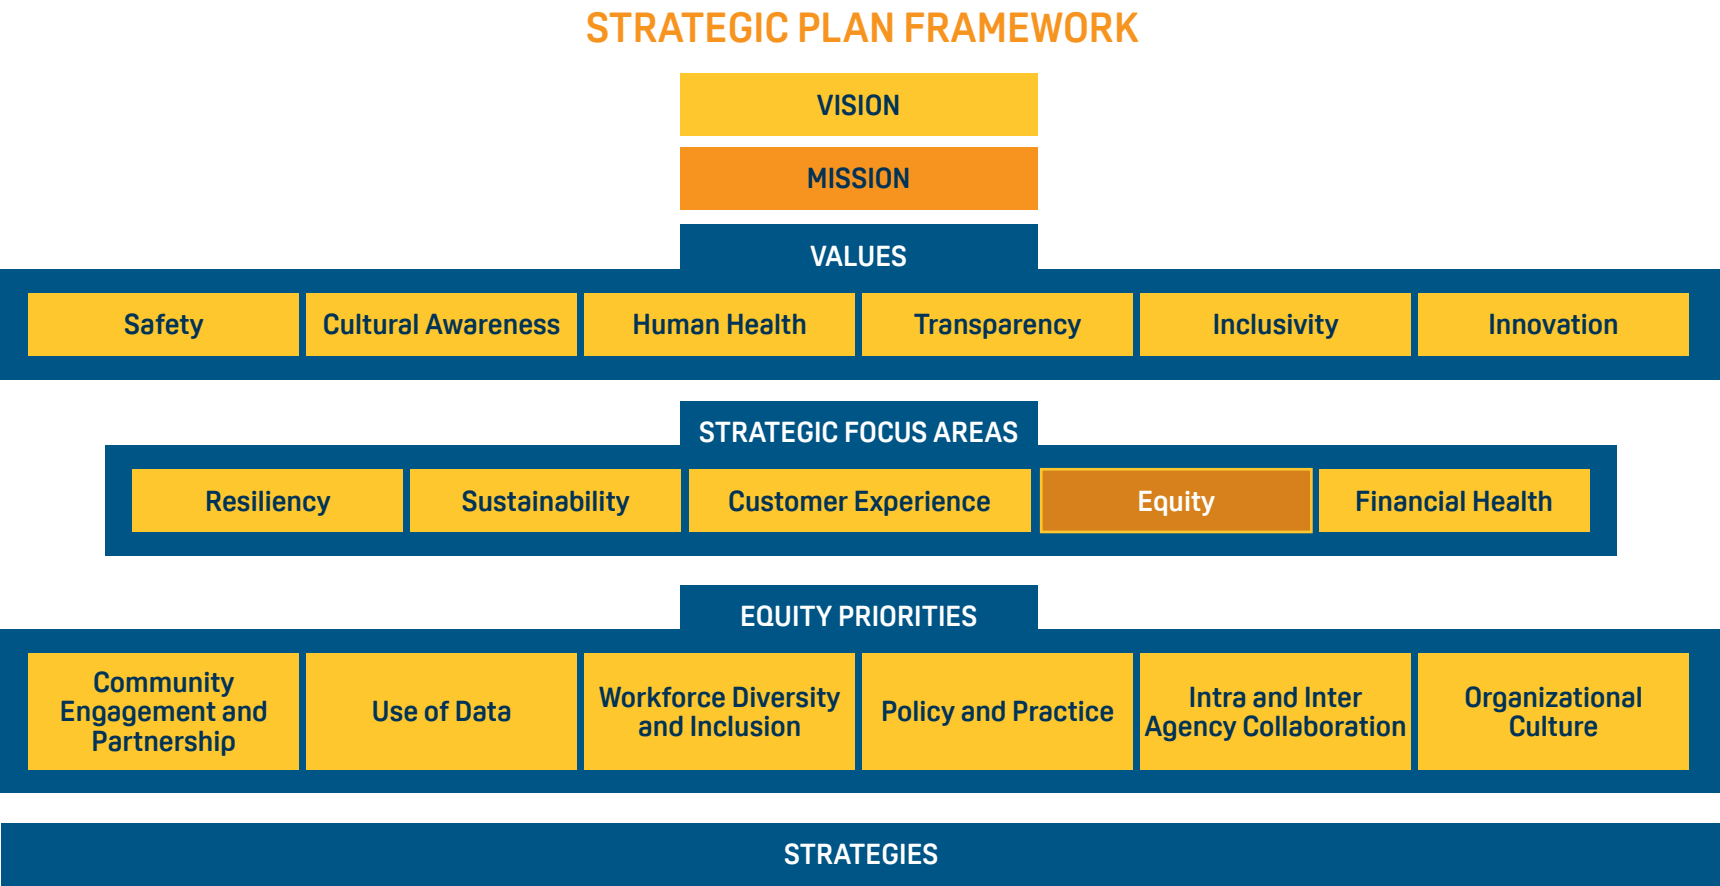 STRATEGIC PLAN FRAMEWORK
VISION
MISSION
VALUES
Safety
Cultural Awareness
Human Health
Transparency
Inclusivity
Innovation
STRATEGIC FOCUS AREAS
Resiliency
Sustainability
Customer Experience
Equity
Financial Health
EQUITY PRIORITIES
Community
Engagement and
Partnership
Use of Data
Workforce Diversity
and Inclusion
Policy and Practice
Intra and Inter
Agency Collaboration
Organizational
Culture
STRATEGIES